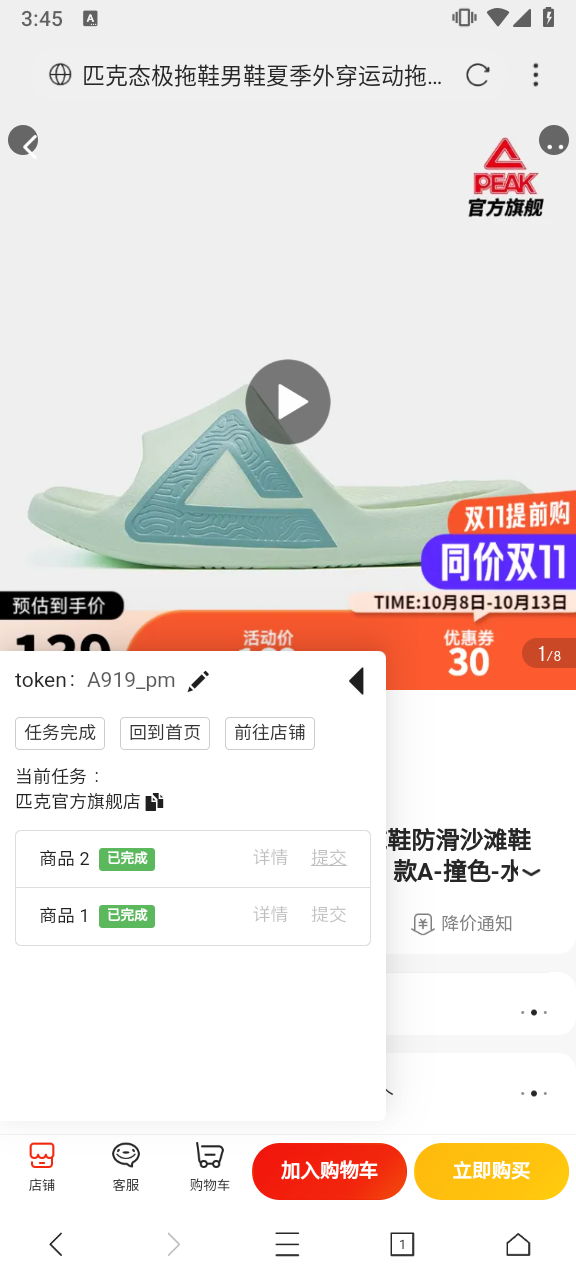 3:45
A
匹克态极拖鞋男鞋夏季外穿运动拖...
PEAK
官方旗舰
双11提前购
同价双11
预估到手价
TIME:10月8日-10月13日
活动价
优惠券
30
1/8
token: A919_pm
任务完成
回到首页
前往店铺
当前任务：
匹克官方旗舰店
商品 2 已完成 详情 提交
商品 1 已完成 详情 提交
鞋防滑沙滩鞋
款A-撞色-水
降价通知
店铺
客服
购物车
加入购物车
立即购买
1